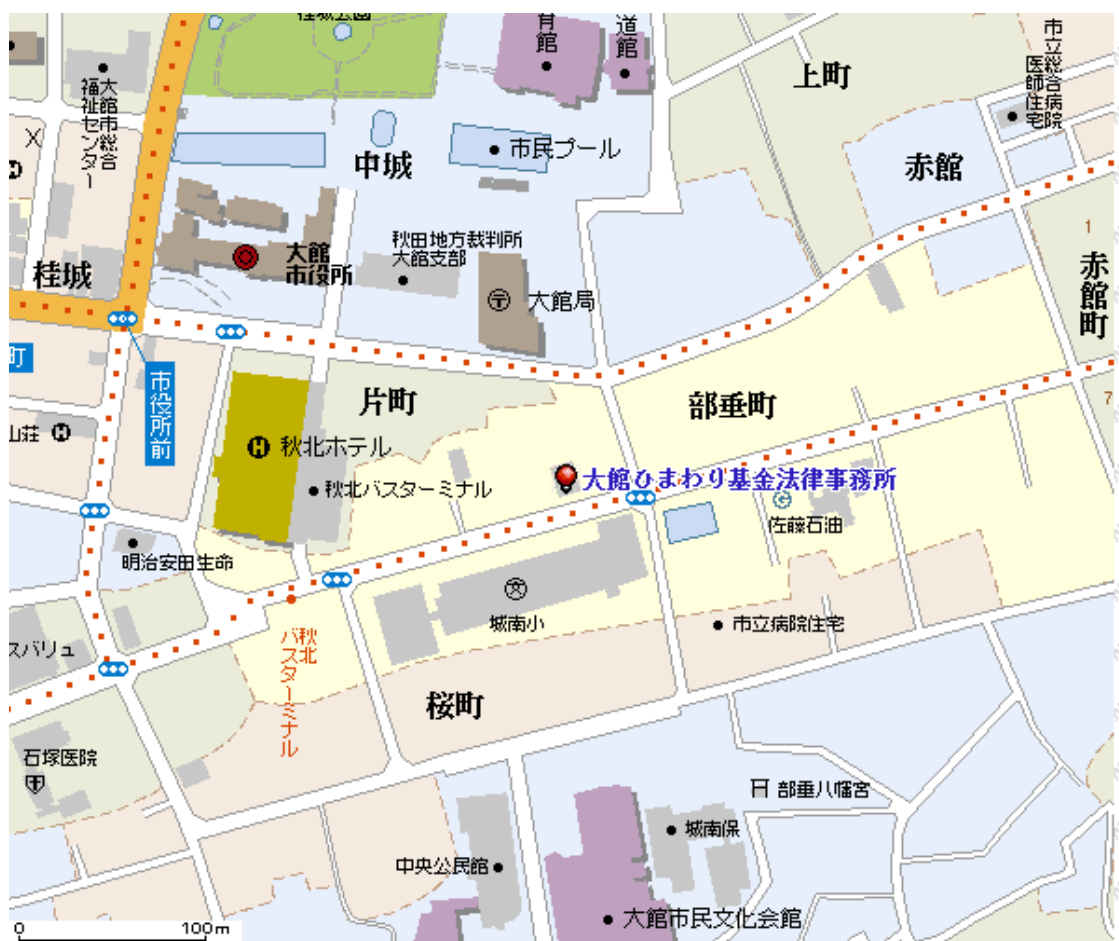 育
館
道
館
上町
市立総合病院
医師住宅
大館市総合
福祉センター
中城
市民プール
赤館
秋田地方裁判所
大館支部
大館
市役所
大館局
桂城
赤館町
1
町
市役所前
片町
部垂町
7
山荘
秋北ホテル
秋北バスターミナル
大館ひまわり基金法律事務所
佐藤石油
明治安田生命
城南小
市立病院住宅
スバリュ
秋北
バスターミナル
桜町
石塚医院
部垂八幡宮
城南保
中央公民館
大館市民文化会館
0 100m